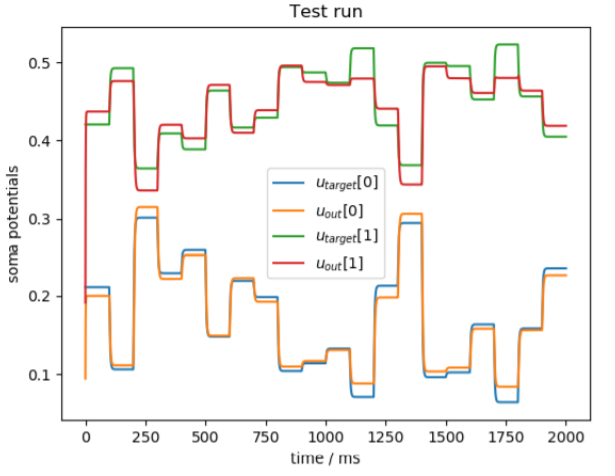 Test run
soma potentials
0.5
0.4
0.3
0.2
0.1
u_target[0]
u_out[0]
u_target[1]
u_out[1]
0 250 500 750 1000 1250 1500 1750 2000
time / ms